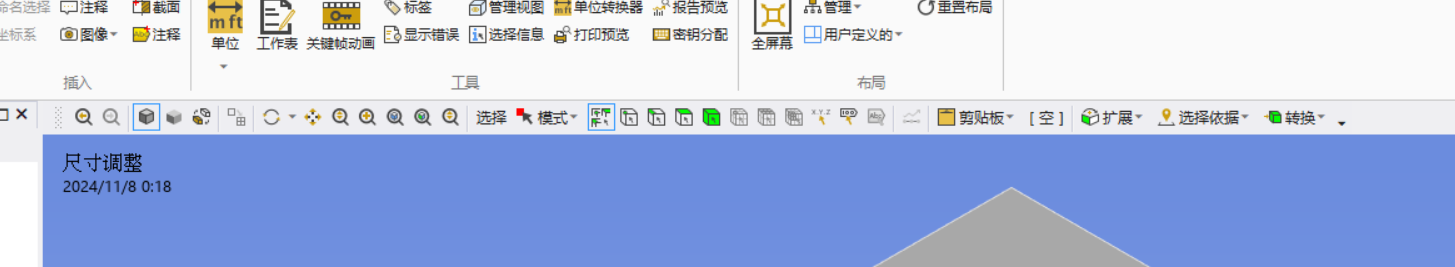 命名选择 注释 截面 标签 管理视图 单位转换器 报告预览 管理 重置布局
坐标系 图像 注释 单位 工作表 关键帧动画 显示错误 选择信息 打印预览 密钥分配 全屏幕 用户定义的
插入 工具 布局
选择 模式 剪贴板 [ 空 ] 扩展 选择依据 转换
尺寸调整
2024/11/8 0:18